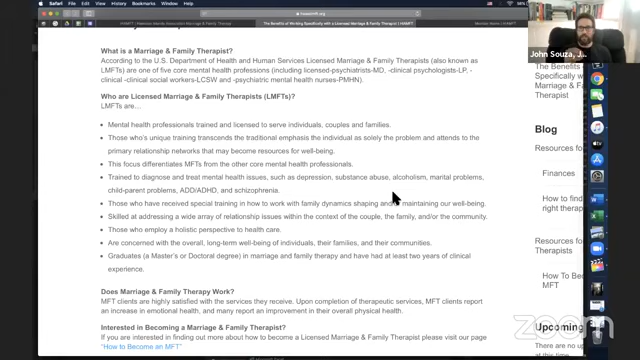 Safari File Edit View History Bookmarks Window Help
The Benefits of Working Specifically with a Licensed Marriage & Family Therapist | HAMFT
What is a Marriage & Family Therapist?
According to the U.S. Department of Health and Human Services Licensed Marriage & Family Therapists (also known as
LMFTs) are one of five core mental health professions (including licensed-psychiatrists-MD, -clinical psychologists-LP, -
clinical -clinical social workers-LCSW and -psychiatric mental health nurses-PMHN).
Who are Licensed Marriage & Family Therapists (LMFTs)?
LMFTs are…
Mental health professionals trained and licensed to serve individuals, couples and families.
Those who's unique training transcends the traditional emphasis the individual as solely the problem and attends to the
primary relationship networks that may become resources for well-being.
This focus differentiates MFTs from the other core mental health professionals.
Trained to diagnose and treat mental health issues, such as depression, substance abuse, alcoholism, marital problems,
child-parent problems, ADD/ADHD, and schizophrenia.
Those who have received special training in how to work with family dynamics shaping and maintaining our well-being.
Skilled at addressing a wide array of relationship issues within the context of the couple, the family, and/or the community.
Those who employ a holistic perspective to health care.
Are concerned with the overall, long-term well-being of individuals, their families, and their communities.
Graduates (a Master's or Doctoral degree) in marriage and family therapy and have had at least two years of clinical
experience.
Does Marriage & Family Therapy Work?
MFT clients are highly satisfied with the services they receive. Upon completion of therapeutic services, MFT clients report
an increase in emotional health, and many report an improvement in their overall physical health.
Interested in Becoming a Marriage & Family Therapist?
If you are interested in finding out more about how to become a Licensed Marriage & Family Therapist please visit our page
"How to Become an MFT"
John Souza, J...
The Benefits
Specifically w
Marriage & F
Therapist
Blog
Resources fo
Finances
How to find
right therap
Resources fo
Therapists
How To Be
MFT
Upcoming
There are no u
at this time.
zoom